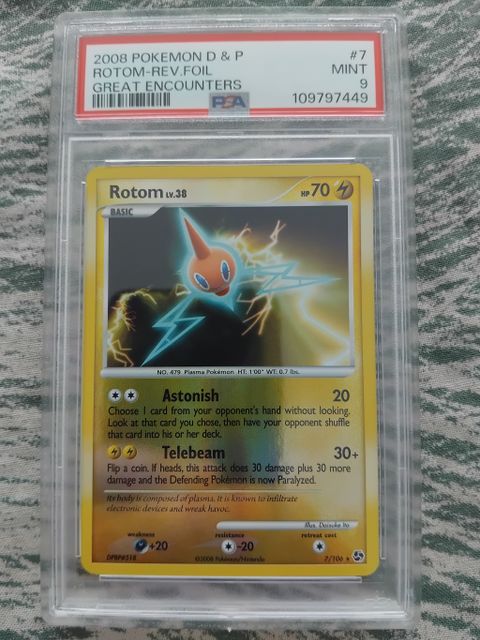 2008 POKEMON D & P #7
ROTOM-REV.FOIL MINT
GREAT ENCOUNTERS 9
PSA 109797449
Rotom LV.38 HP 70
BASIC
NO. 479 Plasma Pokémon HT: 1'00" WT: 0.7 lbs.
Astonish 20
Choose 1 card from your opponent's hand without looking.
Look at that card you chose, then have your opponent shuffle
that card into his or her deck.
Telebeam 30+
Flip a coin. If heads, this attack does 30 damage plus 30 more
damage and the Defending Pokémon is now Paralyzed.
Its body is composed of plasma. It is known to infiltrate
electronic devices and wreak havoc.
Illus. Daisuke Ito
weakness resistance retreat cost
+20 -20
DPBP#518 ©2008 Pokémon/Nintendo 7/106